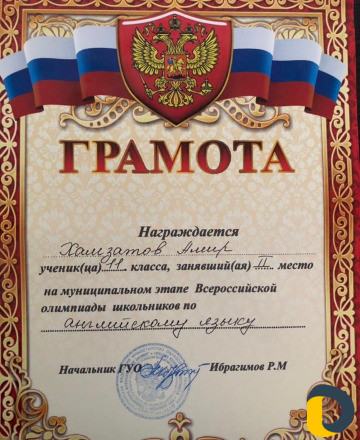 ГРАМОТА
Награждается
Хамзатов Амир
ученик(ца) 11 класса, занявший(ая) II место
на муниципальном этапе Всероссийской
олимпиады школьников по
английскому языку
Начальник ГУО Ибрагимов Р.М